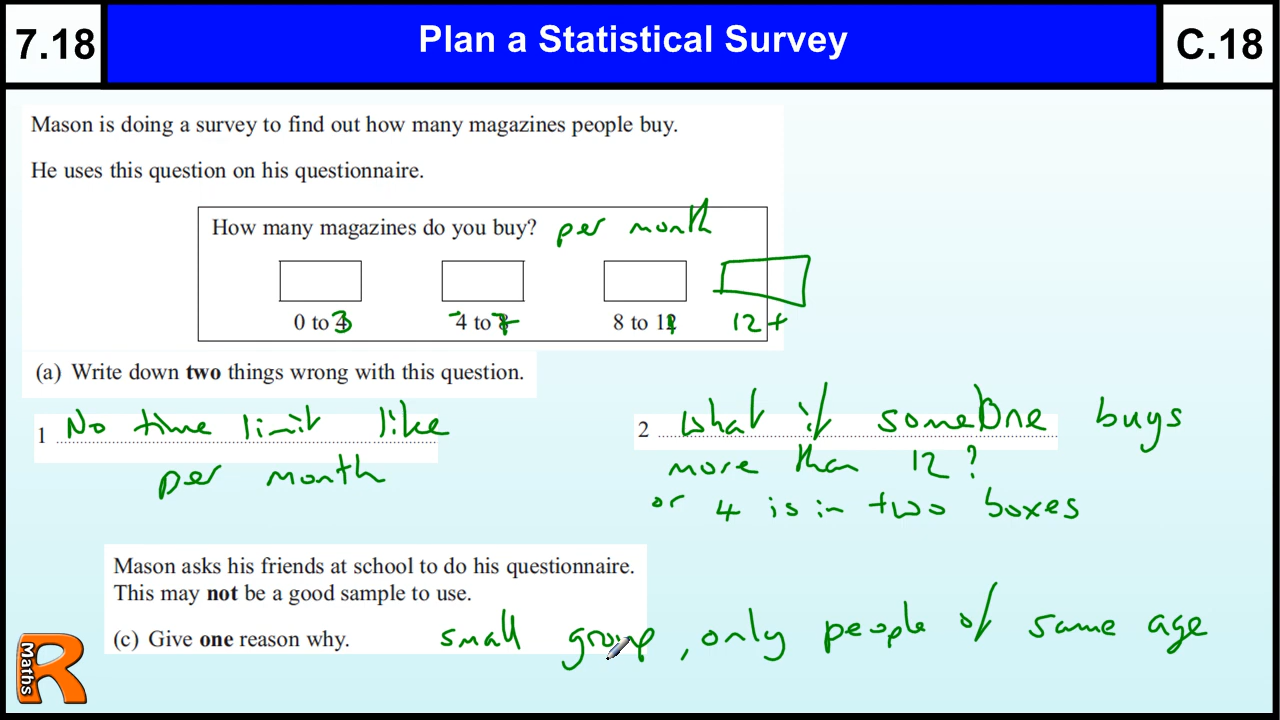 7.18
Plan a Statistical Survey
C.18
Mason is doing a survey to find out how many magazines people buy.
He uses this question on his questionnaire.
How many magazines do you buy? per month
0 to 3 4 to 7 8 to 11 12+
(a) Write down two things wrong with this question.
1 No time limit like
per month
2 What if someone buys
more than 12?
or 4 is in two boxes
Mason asks his friends at school to do his questionnaire.
This may not be a good sample to use.
(c) Give one reason why. small group, only people of same age
R
Maths